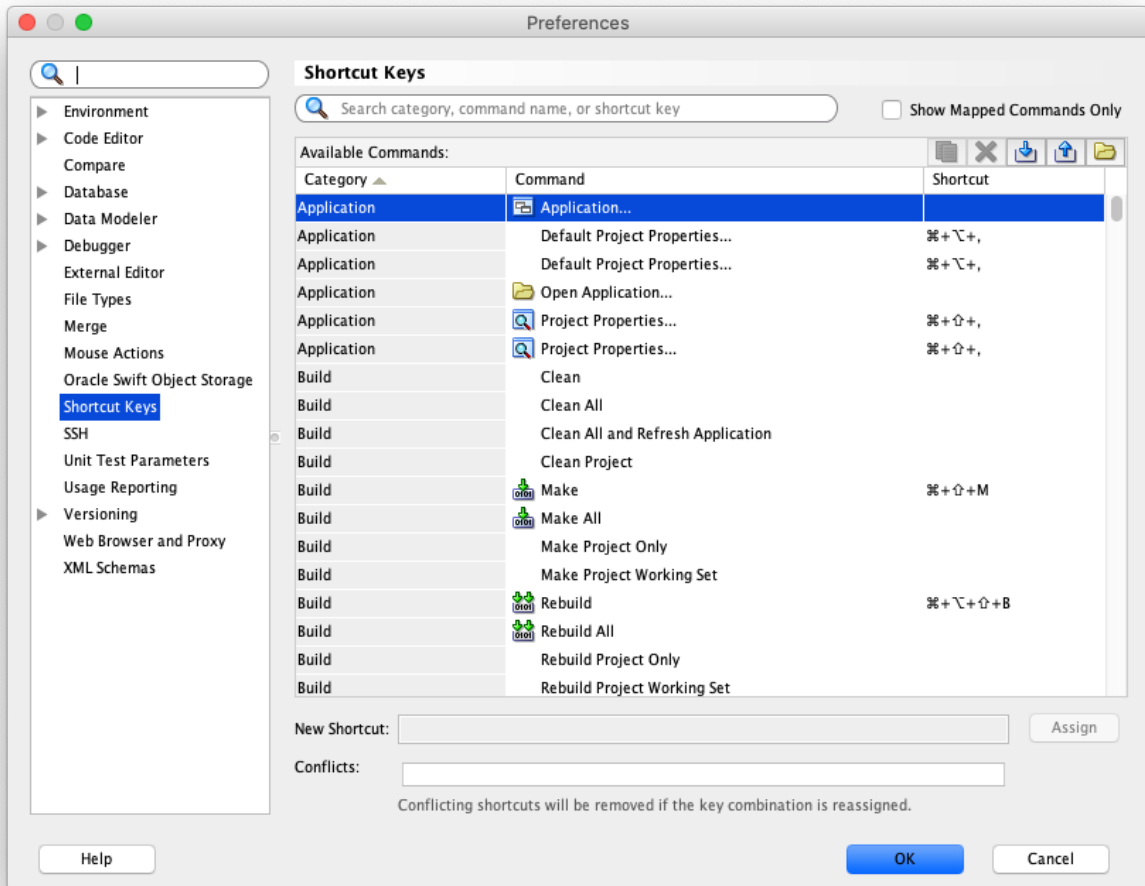 Preferences
Shortcut Keys
Search category, command name, or shortcut key
Show Mapped Commands Only
Environment
Code Editor
Compare
Database
Data Modeler
Debugger
External Editor
File Types
Merge
Mouse Actions
Oracle Swift Object Storage
Shortcut Keys
SSH
Unit Test Parameters
Usage Reporting
Versioning
Web Browser and Proxy
XML Schemas
Available Commands:
Category Command Shortcut
Application Application...
Application Default Project Properties... ⌘+⌥+,
Application Default Project Properties... ⌘+⌥+,
Application Open Application...
Application Project Properties... ⌘+⇧+,
Application Project Properties... ⌘+⇧+,
Build Clean
Build Clean All
Build Clean All and Refresh Application
Build Clean Project
Build Make ⌘+⇧+M
Build Make All
Build Make Project Only
Build Make Project Working Set
Build Rebuild ⌘+⌥+⇧+B
Build Rebuild All
Build Rebuild Project Only
Build Rebuild Project Working Set
New Shortcut:
Assign
Conflicts:
Conflicting shortcuts will be removed if the key combination is reassigned.
Help
OK
Cancel